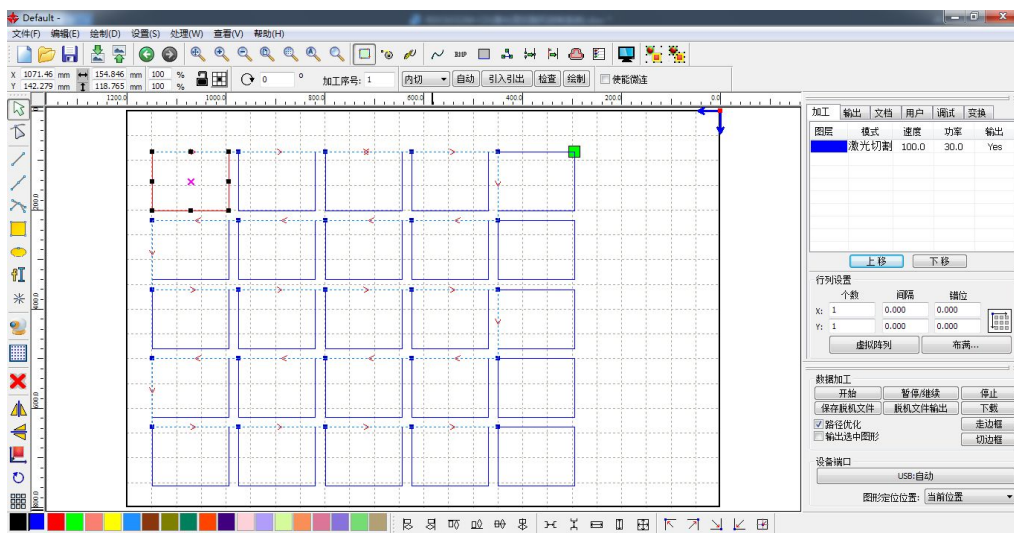 Default -
文件(F) 编辑(E) 绘制(D) 设置(S) 处理(W) 查看(V) 帮助(H)
X 1071.46 mm 154.846 mm 100 %
Y 142.279 mm 118.765 mm 100 %
0 ° 加工序号: 1 内切 自动 引入引出 检查 绘制 使能微连
1200.0 1000.0 800.0 600.0 400.0 200.0 0.0
200.0
400.0
600.0
800.0
加工 输出 文档 用户 调试 变换
图层 模式 速度 功率 输出
激光切割 100.0 30.0 Yes
上移 下移
行列设置
个数 间隔 错位
X: 1 0.000 0.000
Y: 1 0.000 0.000
虚拟阵列 布满...
数据加工
开始 暂停/继续 停止
保存脱机文件 脱机文件输出 下载
路径优化 走边框
输出选中图形 切边框
设备端口
USB:自动
图形定位位置: 当前位置